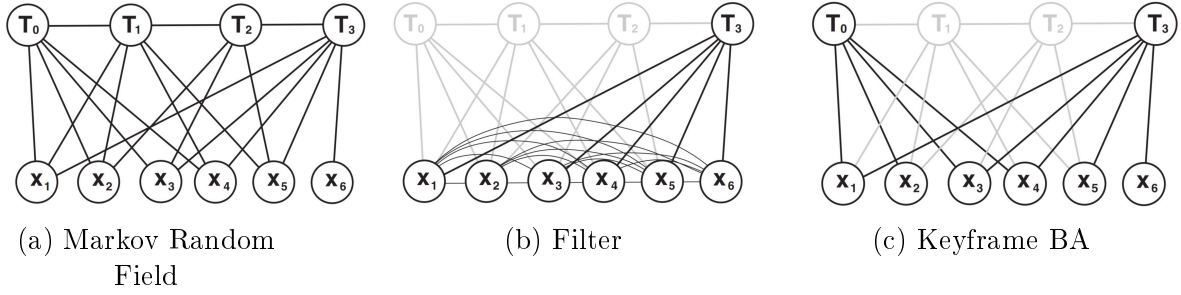 T0 T1 T2 T3 T0 T1 T2 T3 T0 T1 T2 T3
x1 x2 x3 x4 x5 x6 x1 x2 x3 x4 x5 x6 x1 x2 x3 x4 x5 x6
(a) Markov Random (b) Filter (c) Keyframe BA
Field